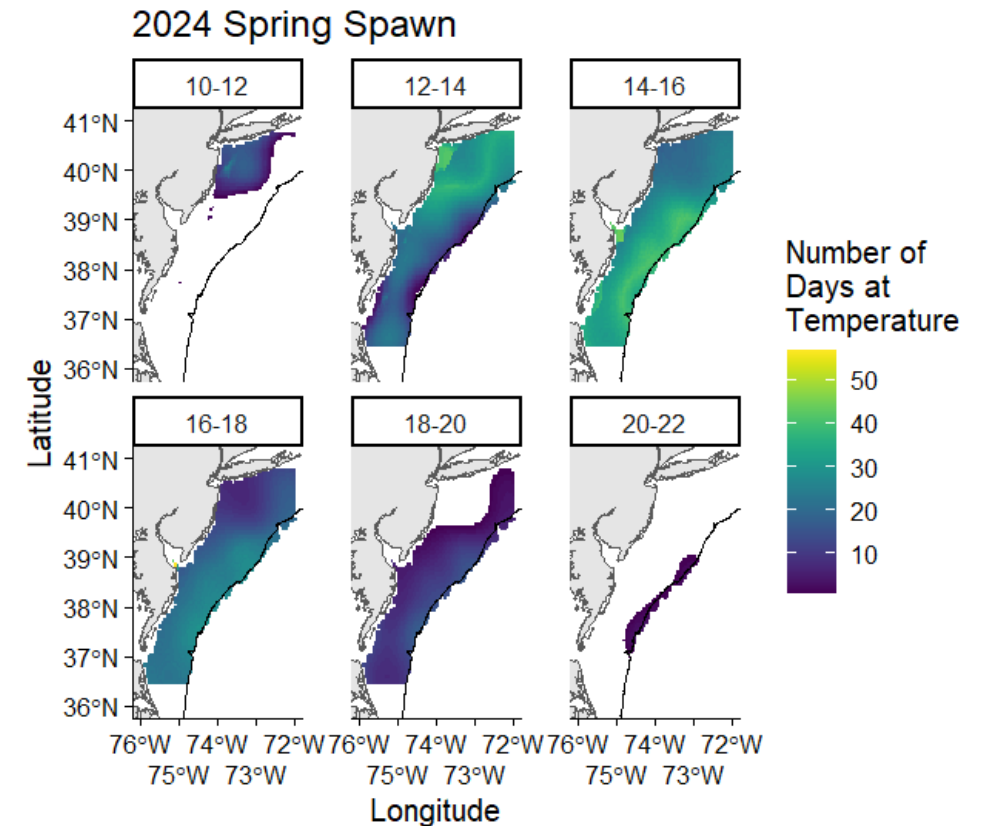 2024 Spring Spawn
10-12
12-14
14-16
41°N
40°N
39°N
38°N
37°N
36°N
16-18
18-20
20-22
41°N
40°N
39°N
38°N
37°N
36°N
76°W 74°W 72°W 76°W 74°W 72°W 76°W 74°W 72°W
75°W 73°W 75°W 73°W 75°W 73°W
Longitude
Latitude
Number of
Days at
Temperature
50
40
30
20
10